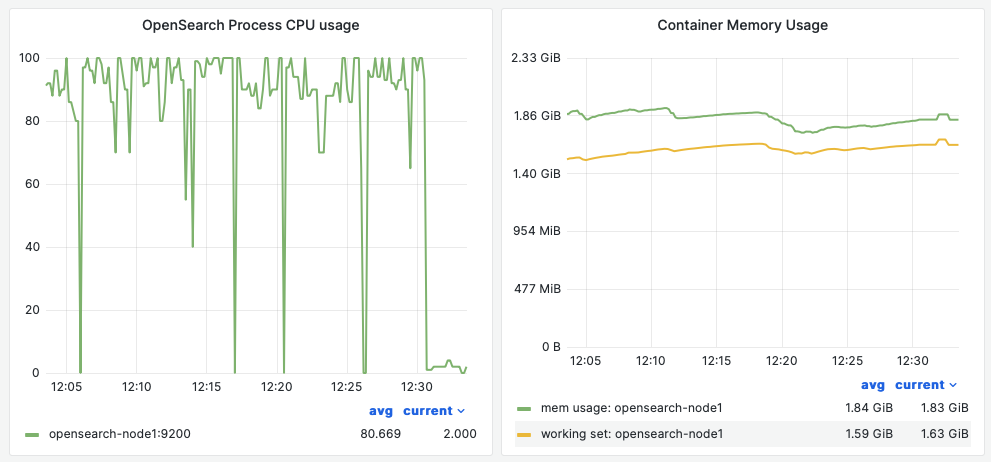 OpenSearch Process CPU usage
100
80
60
40
20
0
12:05 12:10 12:15 12:20 12:25 12:30
avg current
opensearch-node1:9200 80.669 2.000
Container Memory Usage
2.33 GiB
1.86 GiB
1.40 GiB
954 MiB
477 MiB
0 B
12:05 12:10 12:15 12:20 12:25 12:30
avg current
mem usage: opensearch-node1 1.84 GiB 1.83 GiB
working set: opensearch-node1 1.59 GiB 1.63 GiB